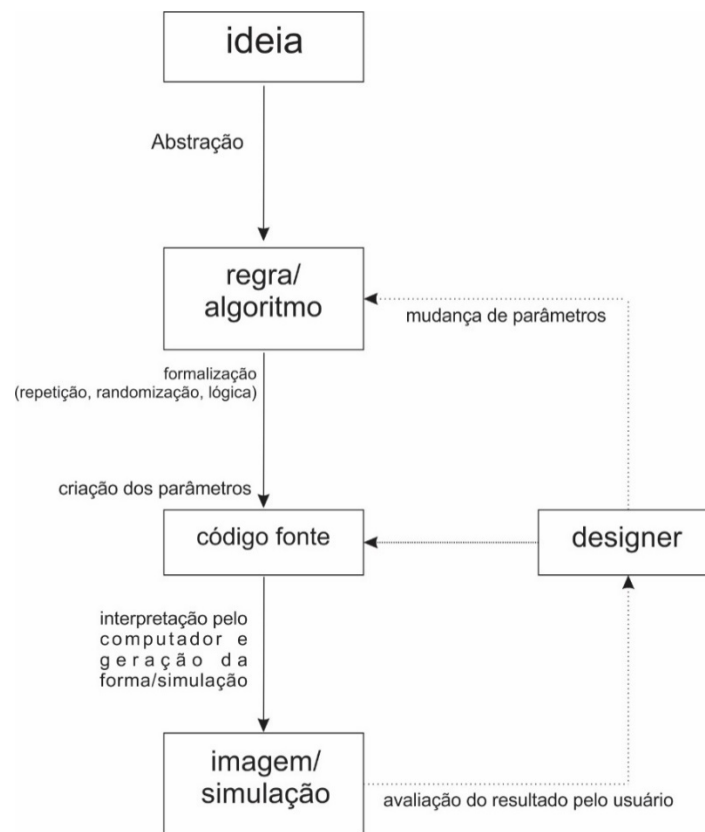 ideia
Abstração
regra/
algoritmo
mudança de parâmetros
formalização
(repetição, randomização, lógica)
criação dos parâmetros
código fonte
designer
interpretação pelo
computador e
geração da
forma/simulação
imagem/
simulação
avaliação do resultado pelo usuário